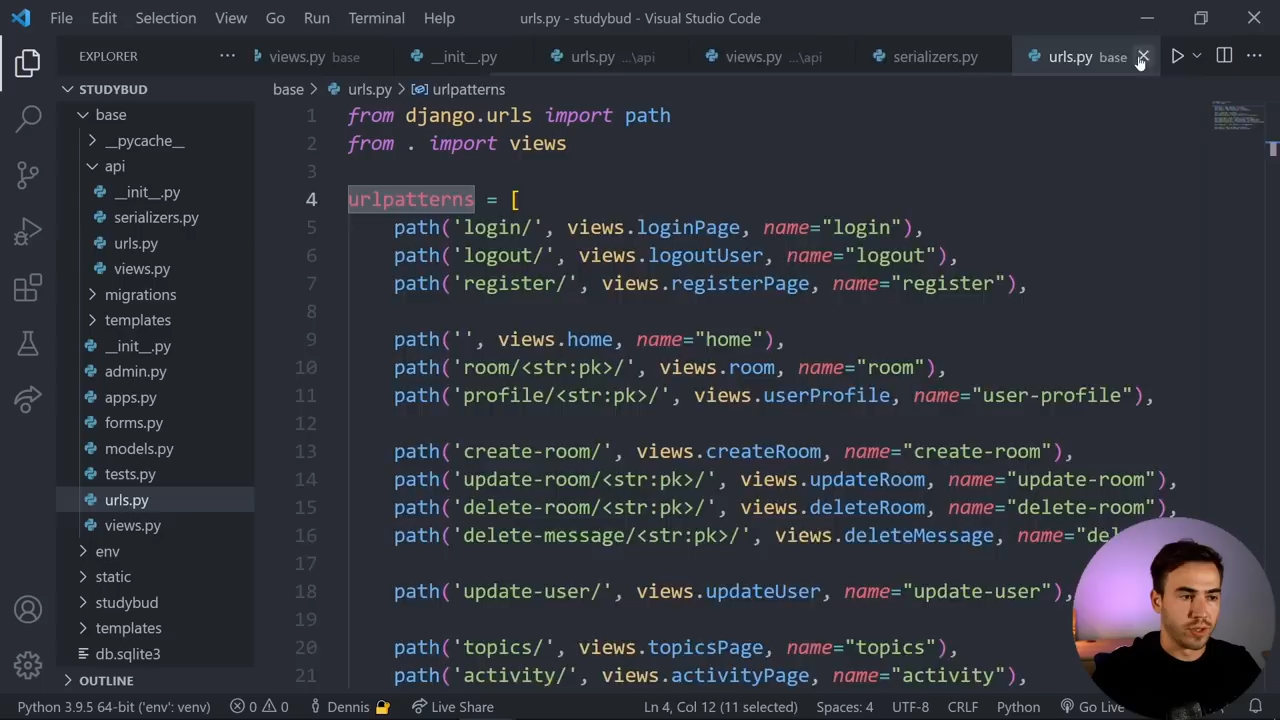 File Edit Selection View Go Run Terminal Help urls.py - studybud - Visual Studio Code
EXPLORER ··· views.py base __init__.py urls.py ...\api views.py ...\api serializers.py urls.py base
STUDYBUD
base > urls.py > urlpatterns
base
__pycache__
api
__init__.py
serializers.py
urls.py
views.py
migrations
templates
__init__.py
admin.py
apps.py
forms.py
models.py
tests.py
urls.py
views.py
env
static
studybud
templates
db.sqlite3
OUTLINE
1 from django.urls import path
2 from . import views
3
4 urlpatterns = [
5 path('login/', views.loginPage, name="login"),
6 path('logout/', views.logoutUser, name="logout"),
7 path('register/', views.registerPage, name="register"),
8
9 path('', views.home, name="home"),
10 path('room/<str:pk>/', views.room, name="room"),
11 path('profile/<str:pk>/', views.userProfile, name="user-profile"),
12
13 path('create-room/', views.createRoom, name="create-room"),
14 path('update-room/<str:pk>/', views.updateRoom, name="update-room"),
15 path('delete-room/<str:pk>/', views.deleteRoom, name="delete-room"),
16 path('delete-message/<str:pk>/', views.deleteMessage, name="del
17
18 path('update-user/', views.updateUser, name="update-user"),
19
20 path('topics/', views.topicsPage, name="topics"),
21 path('activity/', views.activityPage, name="activity"),
Python 3.9.5 64-bit ('env': venv) 0 0 Dennis Live Share Ln 4, Col 12 (11 selected) Spaces: 4 UTF-8 CRLF Python Go Live